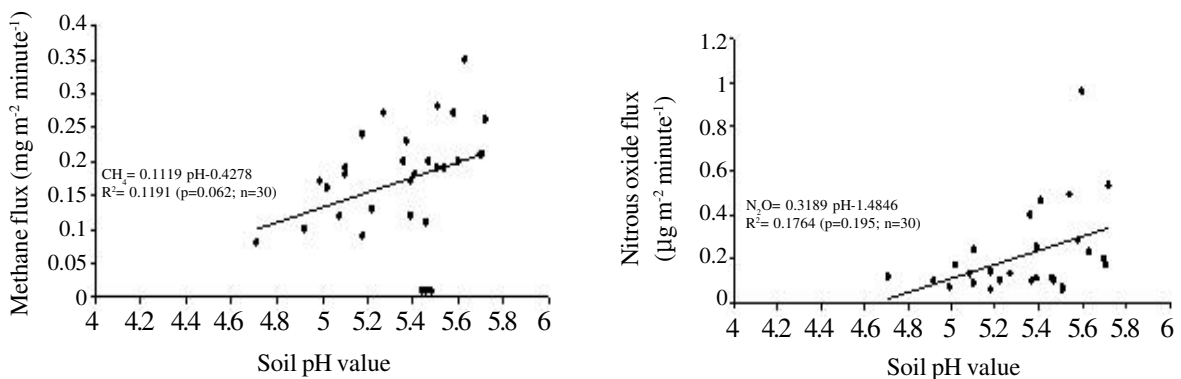 Methane flux (mg m⁻² minute⁻¹)
0.4
0.35
0.3
0.25
0.2
0.15
0.1
0.05
0
CH₄= 0.1119 pH-0.4278
R²= 0.1191 (p=0.062; n=30)
4 4.2 4.4 4.6 4.8 5 5.2 5.4 5.6 5.8 6
Soil pH value
Nitrous oxide flux
(µg m⁻² minute⁻¹)
1.2
1
0.8
0.6
0.4
0.2
0
N₂O= 0.3189 pH-1.4846
R²= 0.1764 (p=0.195; n=30)
4 4.2 4.4 4.6 4.8 5 5.2 5.4 5.6 5.8 6
Soil pH value